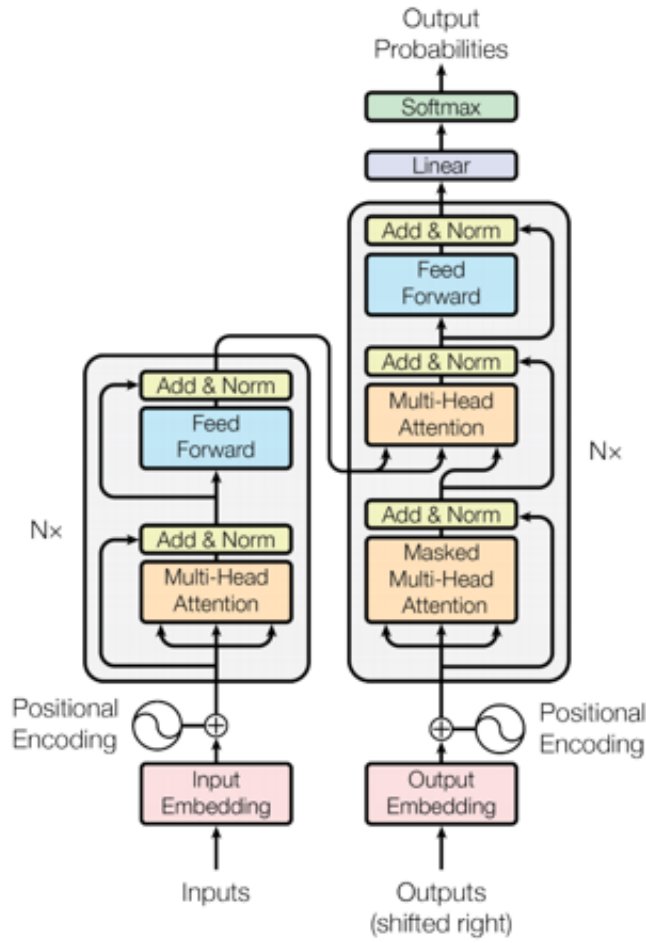 Output
Probabilities
Softmax
Linear
Add & Norm
Feed
Forward
Add & Norm
Multi-Head
Attention
Add & Norm
Masked
Multi-Head
Attention
Nx
Add & Norm
Feed
Forward
Add & Norm
Multi-Head
Attention
Nx
Positional
Encoding
Positional
Encoding
Input
Embedding
Output
Embedding
Inputs
Outputs
(shifted right)